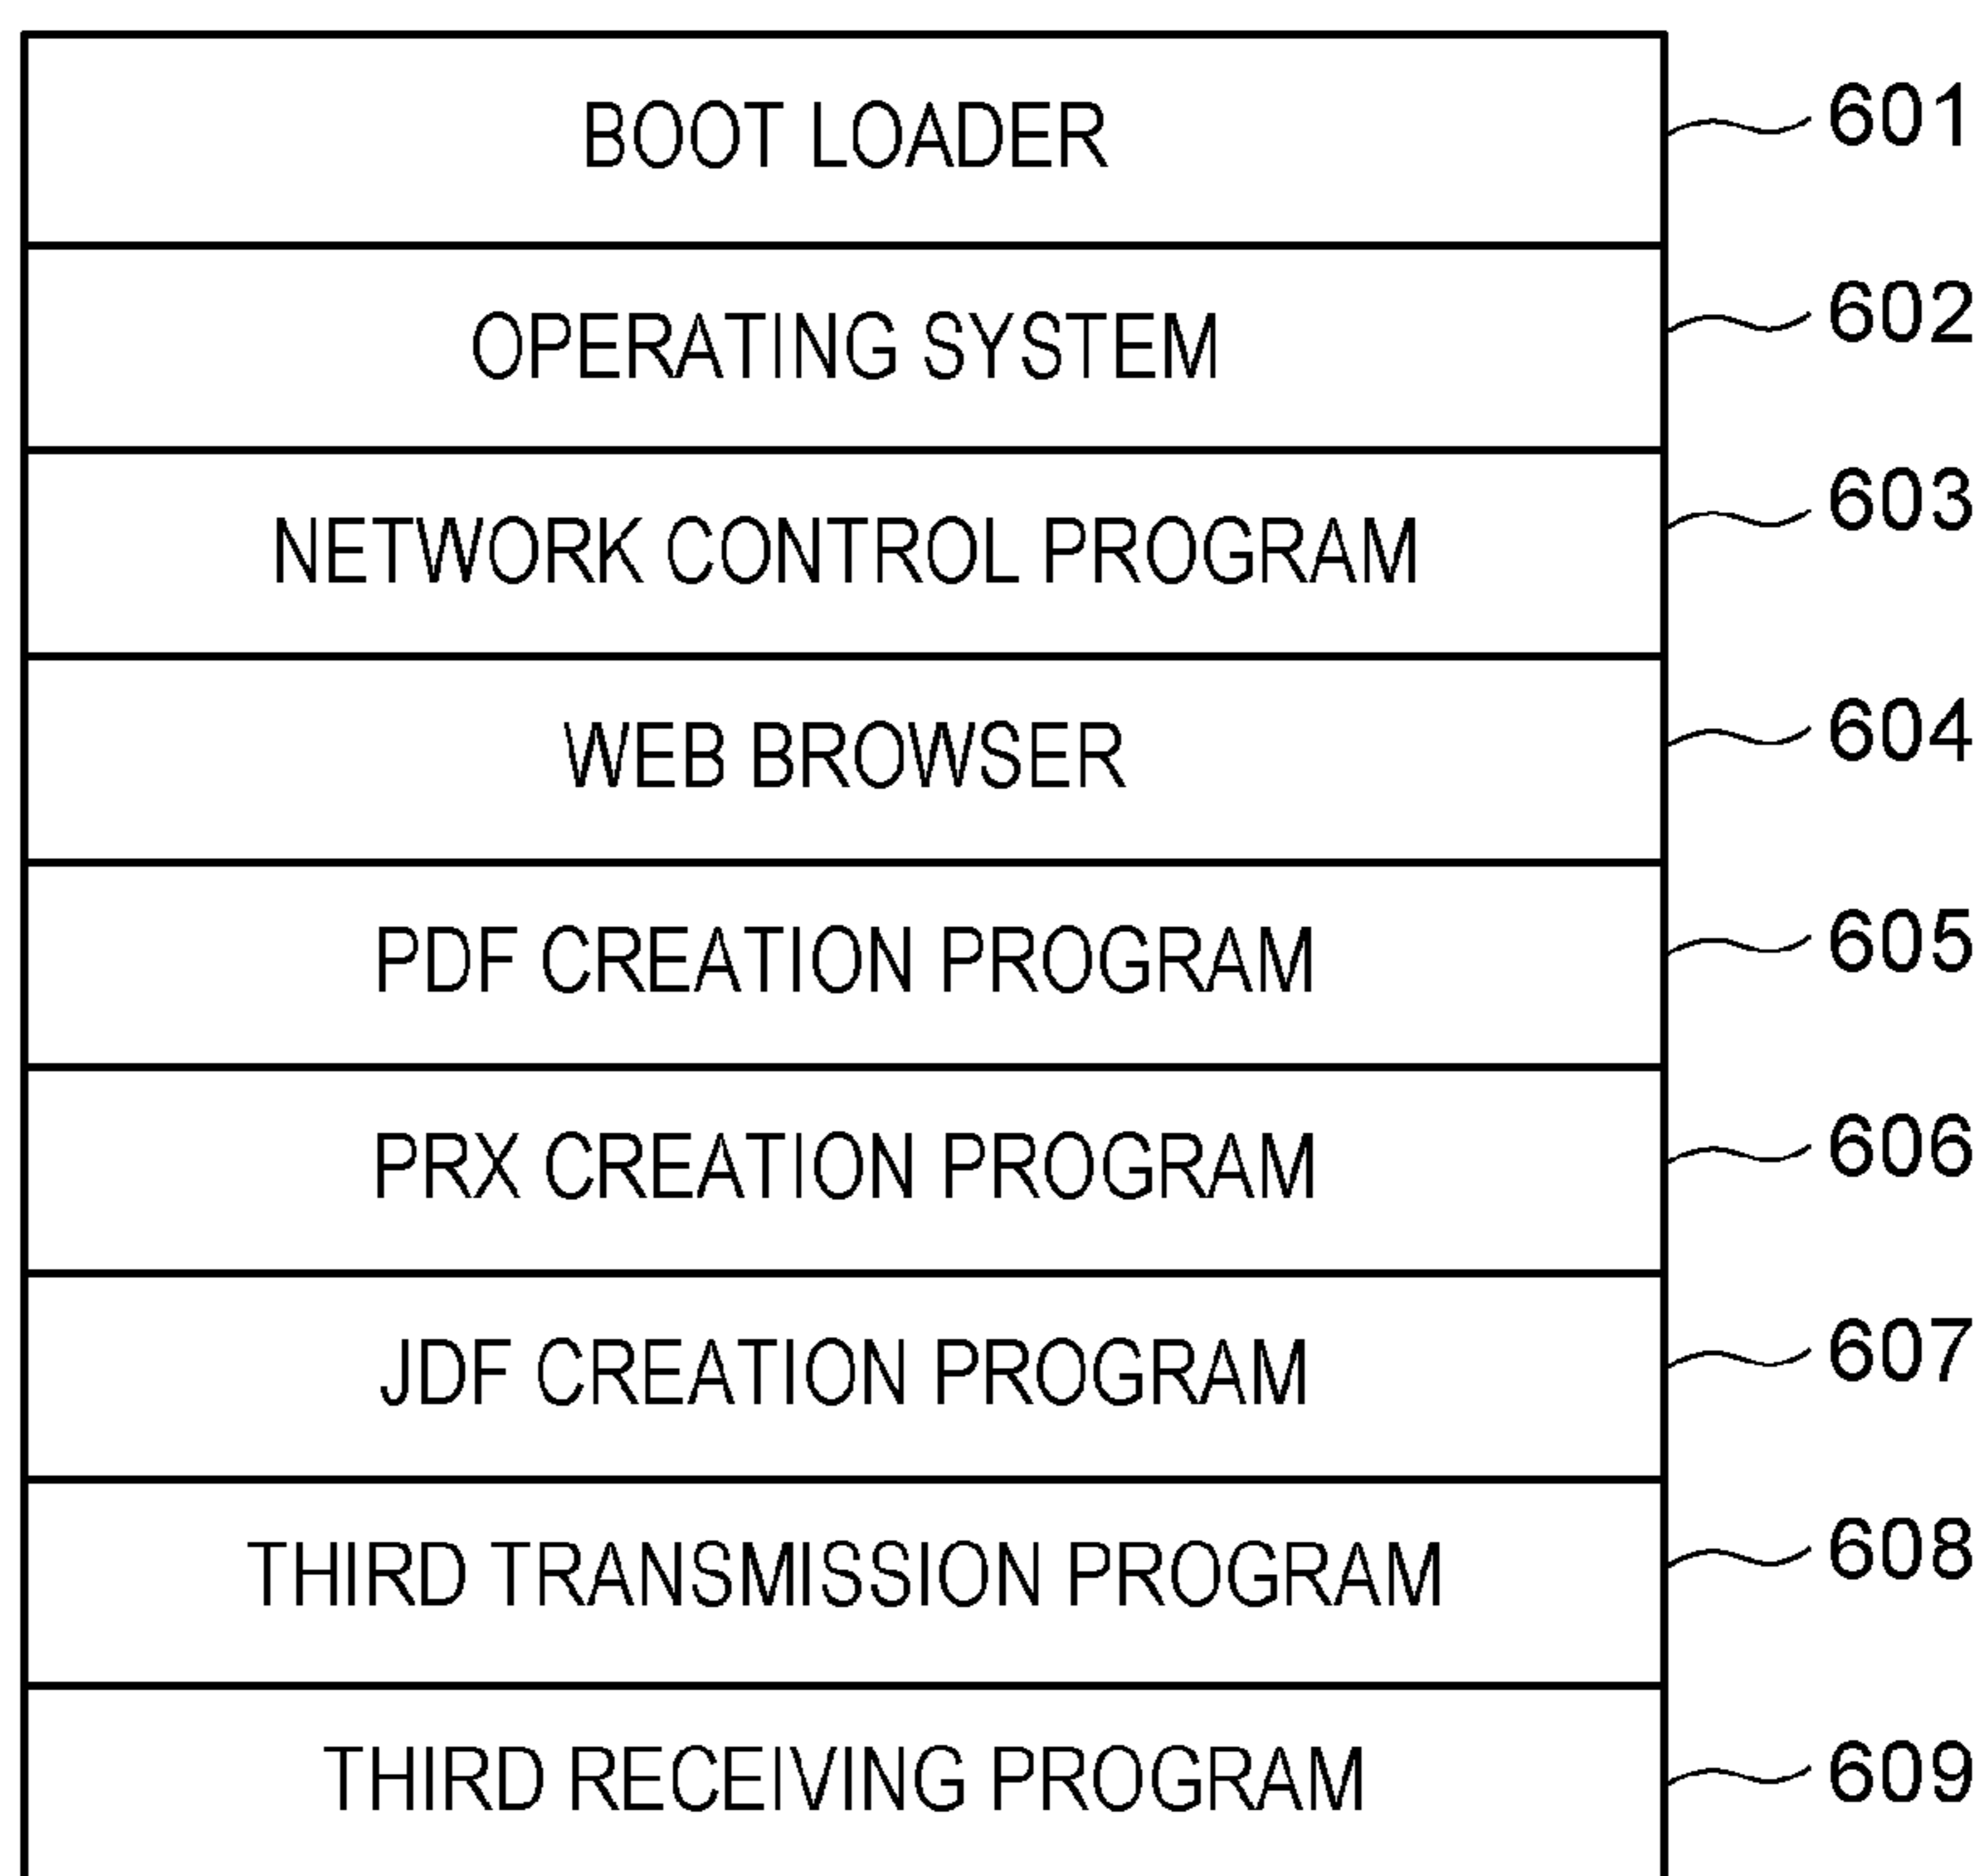 BOOT LOADER 601
OPERATING SYSTEM 602
NETWORK CONTROL PROGRAM 603
WEB BROWSER 604
PDF CREATION PROGRAM 605
PRX CREATION PROGRAM 606
JDF CREATION PROGRAM 607
THIRD TRANSMISSION PROGRAM 608
THIRD RECEIVING PROGRAM 609